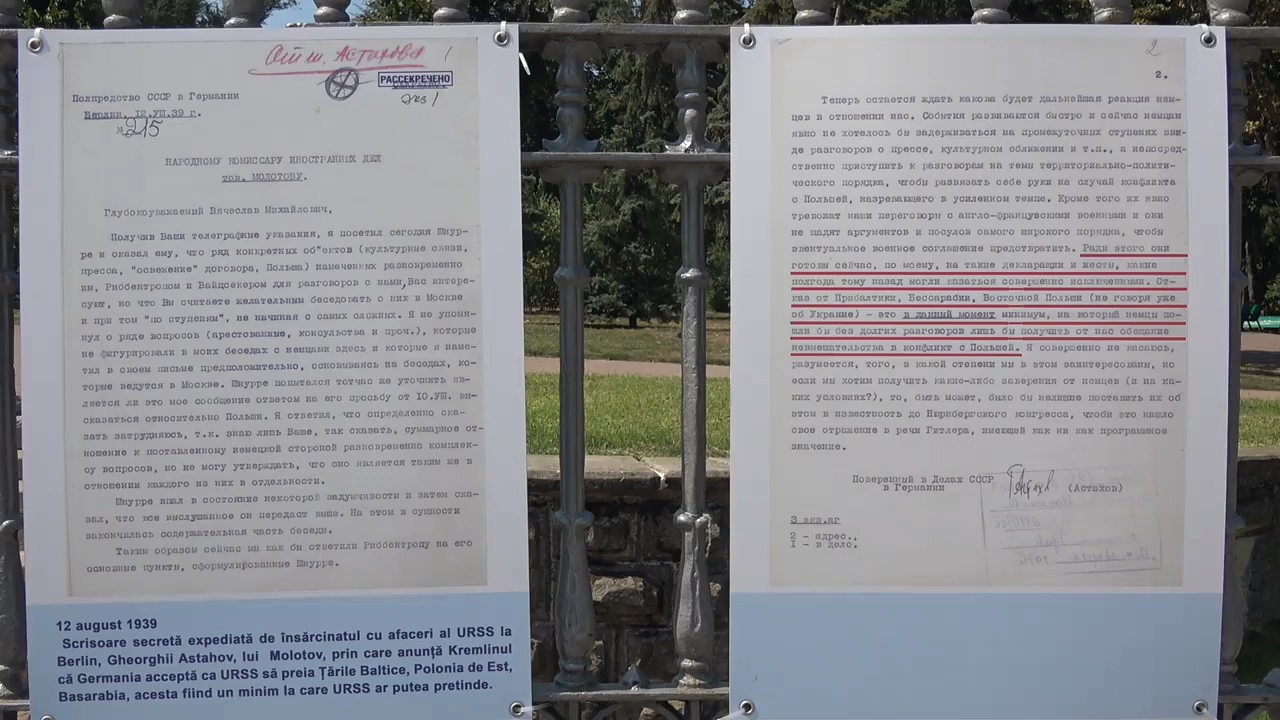 От т. Астахова
1
РАССЕКРЕЧЕНО
экз 1
Полпредство СССР в Германии
Берлин, 12.УШ.39 г.
№ 215
НАРОДНОМУ КОМИССАРУ ИНОСТРАННЫХ ДЕЛ
тов. МОЛОТОВУ.
Глубокоуважаемый Вячеслав Михайлович,
Получив Ваши телеграфные указания, я посетил сегодня Шнур-
ре и сказал ему, что ряд конкретных об"ектов (культурные связи,
пресса, "освежение" договора, Польша) намеченных разновременно
им, Риббентропом и Вайцзекером для разговоров с нами, Вас интере-
суют, но что Вы считаете желательным беседовать о них в Москве
и при том "по ступеням", не начиная с самых сложных. Я не упомя-
нул о ряде вопросов (арестованные, консульства и проч.), которые
не фигурировали в моих беседах с немцами здесь и которые я наме-
тил в своем письме предположительно, основываясь на беседах, ко-
торые ведутся в Москве. Шнурре попытался тотчас же уточнить яв-
ляется ли это мое сообщение ответом на его просьбу от 10.УШ. вы-
сказаться относительно Польши. Я ответил, что определенно ска-
зать затрудняюсь, т.к. знаю лишь Ваше, так сказать, суммарное от-
ношение к поставленному немецкой стороной разновременно комплек-
су вопросов, но не могу утверждать, что оно является таким же в
отношении каждого из них в отдельности.
Шнурре впал в состояние некоторой задумчивости и затем ска-
зал, что все выслушанное он передаст выше. На этом в сущности
закончилась содержательная часть беседы.
Таким образом сейчас мы как бы ответили Риббентропу на его
основные пункты, сформулированные Шнурре.
12 august 1939
Scrisoare secretă expediată de însărcinatul cu afaceri al URSS la
Berlin, Gheorghii Astahov, lui Molotov, prin care anunță Kremlinul
că Germania acceptă ca URSS să preia Țările Baltice, Polonia de Est,
Basarabia, acesta fiind un minim la care URSS ar putea pretinde.
2
2.
Теперь остается ждать какова будет дальнейшая реакция нем-
цев в отношении нас. События развиваются быстро и сейчас немцам
явно не хотелось бы задерживаться на промежуточных ступенях вви-
де разговоров о прессе, культурном сближении и т.п., а непосред-
ственно приступить к разговорам на темы территориально-полити-
ческого порядка, чтобы развязать себе руки на случай конфликта
с Польшей, назревающего в усиленном темпе. Кроме того их явно
тревожат наши переговоры с англо-французскими военными и они
не щадят аргументов и посулов самого широкого порядка, чтобы
эвентуальное военное соглашение предотвратить. Ради этого они
готовы сейчас, по моему, на такие декларации и жесты, какие
полгода тому назад могли казаться совершенно исключенными. От-
каз от Прибалтики, Бессарабии, Восточной Польши (не говоря уже
об Украине) - это в данный момент минимум, на который немцы по-
шли бы без долгих разговоров лишь бы получить от нас обещание
невмешательства в конфликт с Польшей. Я совершенно не касаюсь,
разумеется, того, в какой степени мы в этом заинтересованы, но
если мы хотим получить какие-либо заверения от немцев (и на ка-
ких условиях?), то, быть может, было бы нелишне поставить их об
этом в известность до Нюрнбергского конгресса, чтобы это нашло
свое отражение в речи Гитлера, имеющей как ни как программное
значение.
Поверенный в Делах СССР
в Германии
(Астахов)
3 экз.аг
2 - адрес.,
1 - в дело.